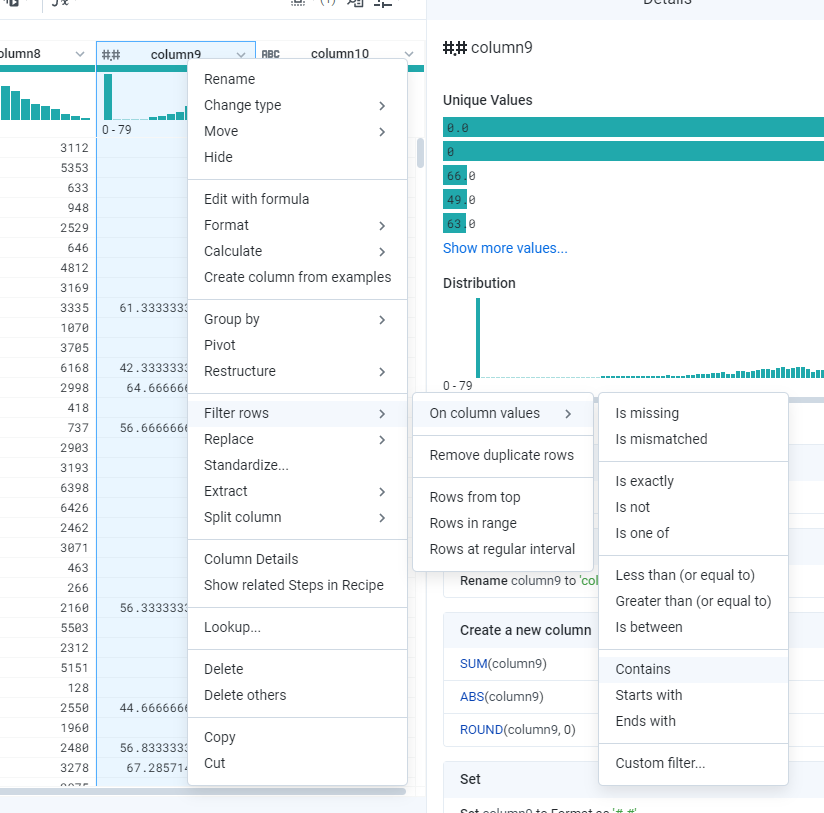 Details
olumn8
#.#
column9
ABC
column10
0 - 79
3112
5353
633
948
2529
646
4812
3169
3335
61.3333333
1070
3705
6168
42.3333333
2998
64.666666
418
737
56.6666666
2903
3193
6398
6426
2462
3071
463
266
2160
56.3333333
5503
2312
5151
128
2550
44.6666666
1960
2480
56.8333333
3278
67.285714
Rename
Change type
Move
Hide
Edit with formula
Format
Calculate
Create column from examples
Group by
Pivot
Restructure
Filter rows
Replace
Standardize...
Extract
Split column
Column Details
Show related Steps in Recipe
Lookup...
Delete
Delete others
Copy
Cut
On column values
Remove duplicate rows
Rows from top
Rows in range
Rows at regular interval
Is missing
Is mismatched
Is exactly
Is not
Is one of
Less than (or equal to)
Greater than (or equal to)
Is between
Contains
Starts with
Ends with
Custom filter...
#.# column9
Unique Values
0.0
0
66.0
49.0
63.0
Show more values...
Distribution
0 - 79
Rename column9 to 'col
Create a new column
SUM(column9)
ABS(column9)
ROUND(column9, 0)
Set
Set column9 to Format as '#.#'